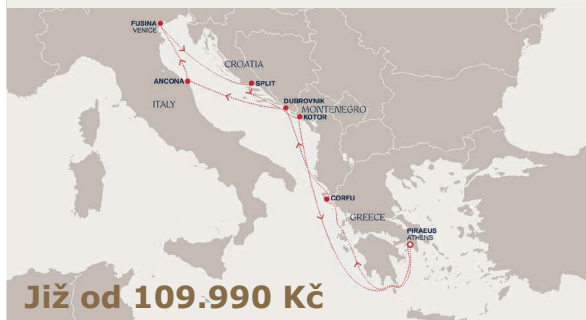 FUSINA
VENICE
CROATIA
ANCONA
SPLIT
ITALY
DUBROVNIK
MONTENEGRO
KOTOR
CORFU
GREECE
PIRAEUS
ATHENS
Již od 109.990 Kč